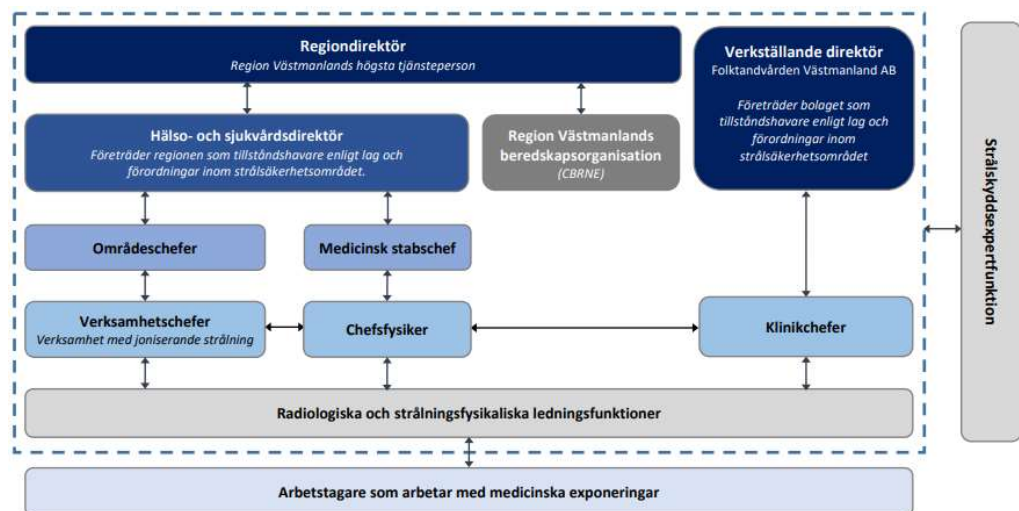 Regiondirektör
Region Västmanlands högsta tjänsteperson
Verkställande direktör
Folktandvården Västmanland AB
Företräder bolaget som
tillståndshavare enligt lag och
förordningar inom
strålsäkerhetsområdet
Hälso- och sjukvårdsdirektör
Företräder regionen som tillståndshavare enligt lag och
förordningar inom strålsäkerhetsområdet.
Region Västmanlands
beredskapsorganisation
(CBRNE)
Områdeschefer
Medicinsk stabschef
Verksamhetschefer
Verksamhet med joniserande strålning
Chefsfysiker
Klinikchefer
Radiologiska och strålningsfysikaliska ledningsfunktioner
Arbetstagare som arbetar med medicinska exponeringar
Strålskyddsexpertfunktion